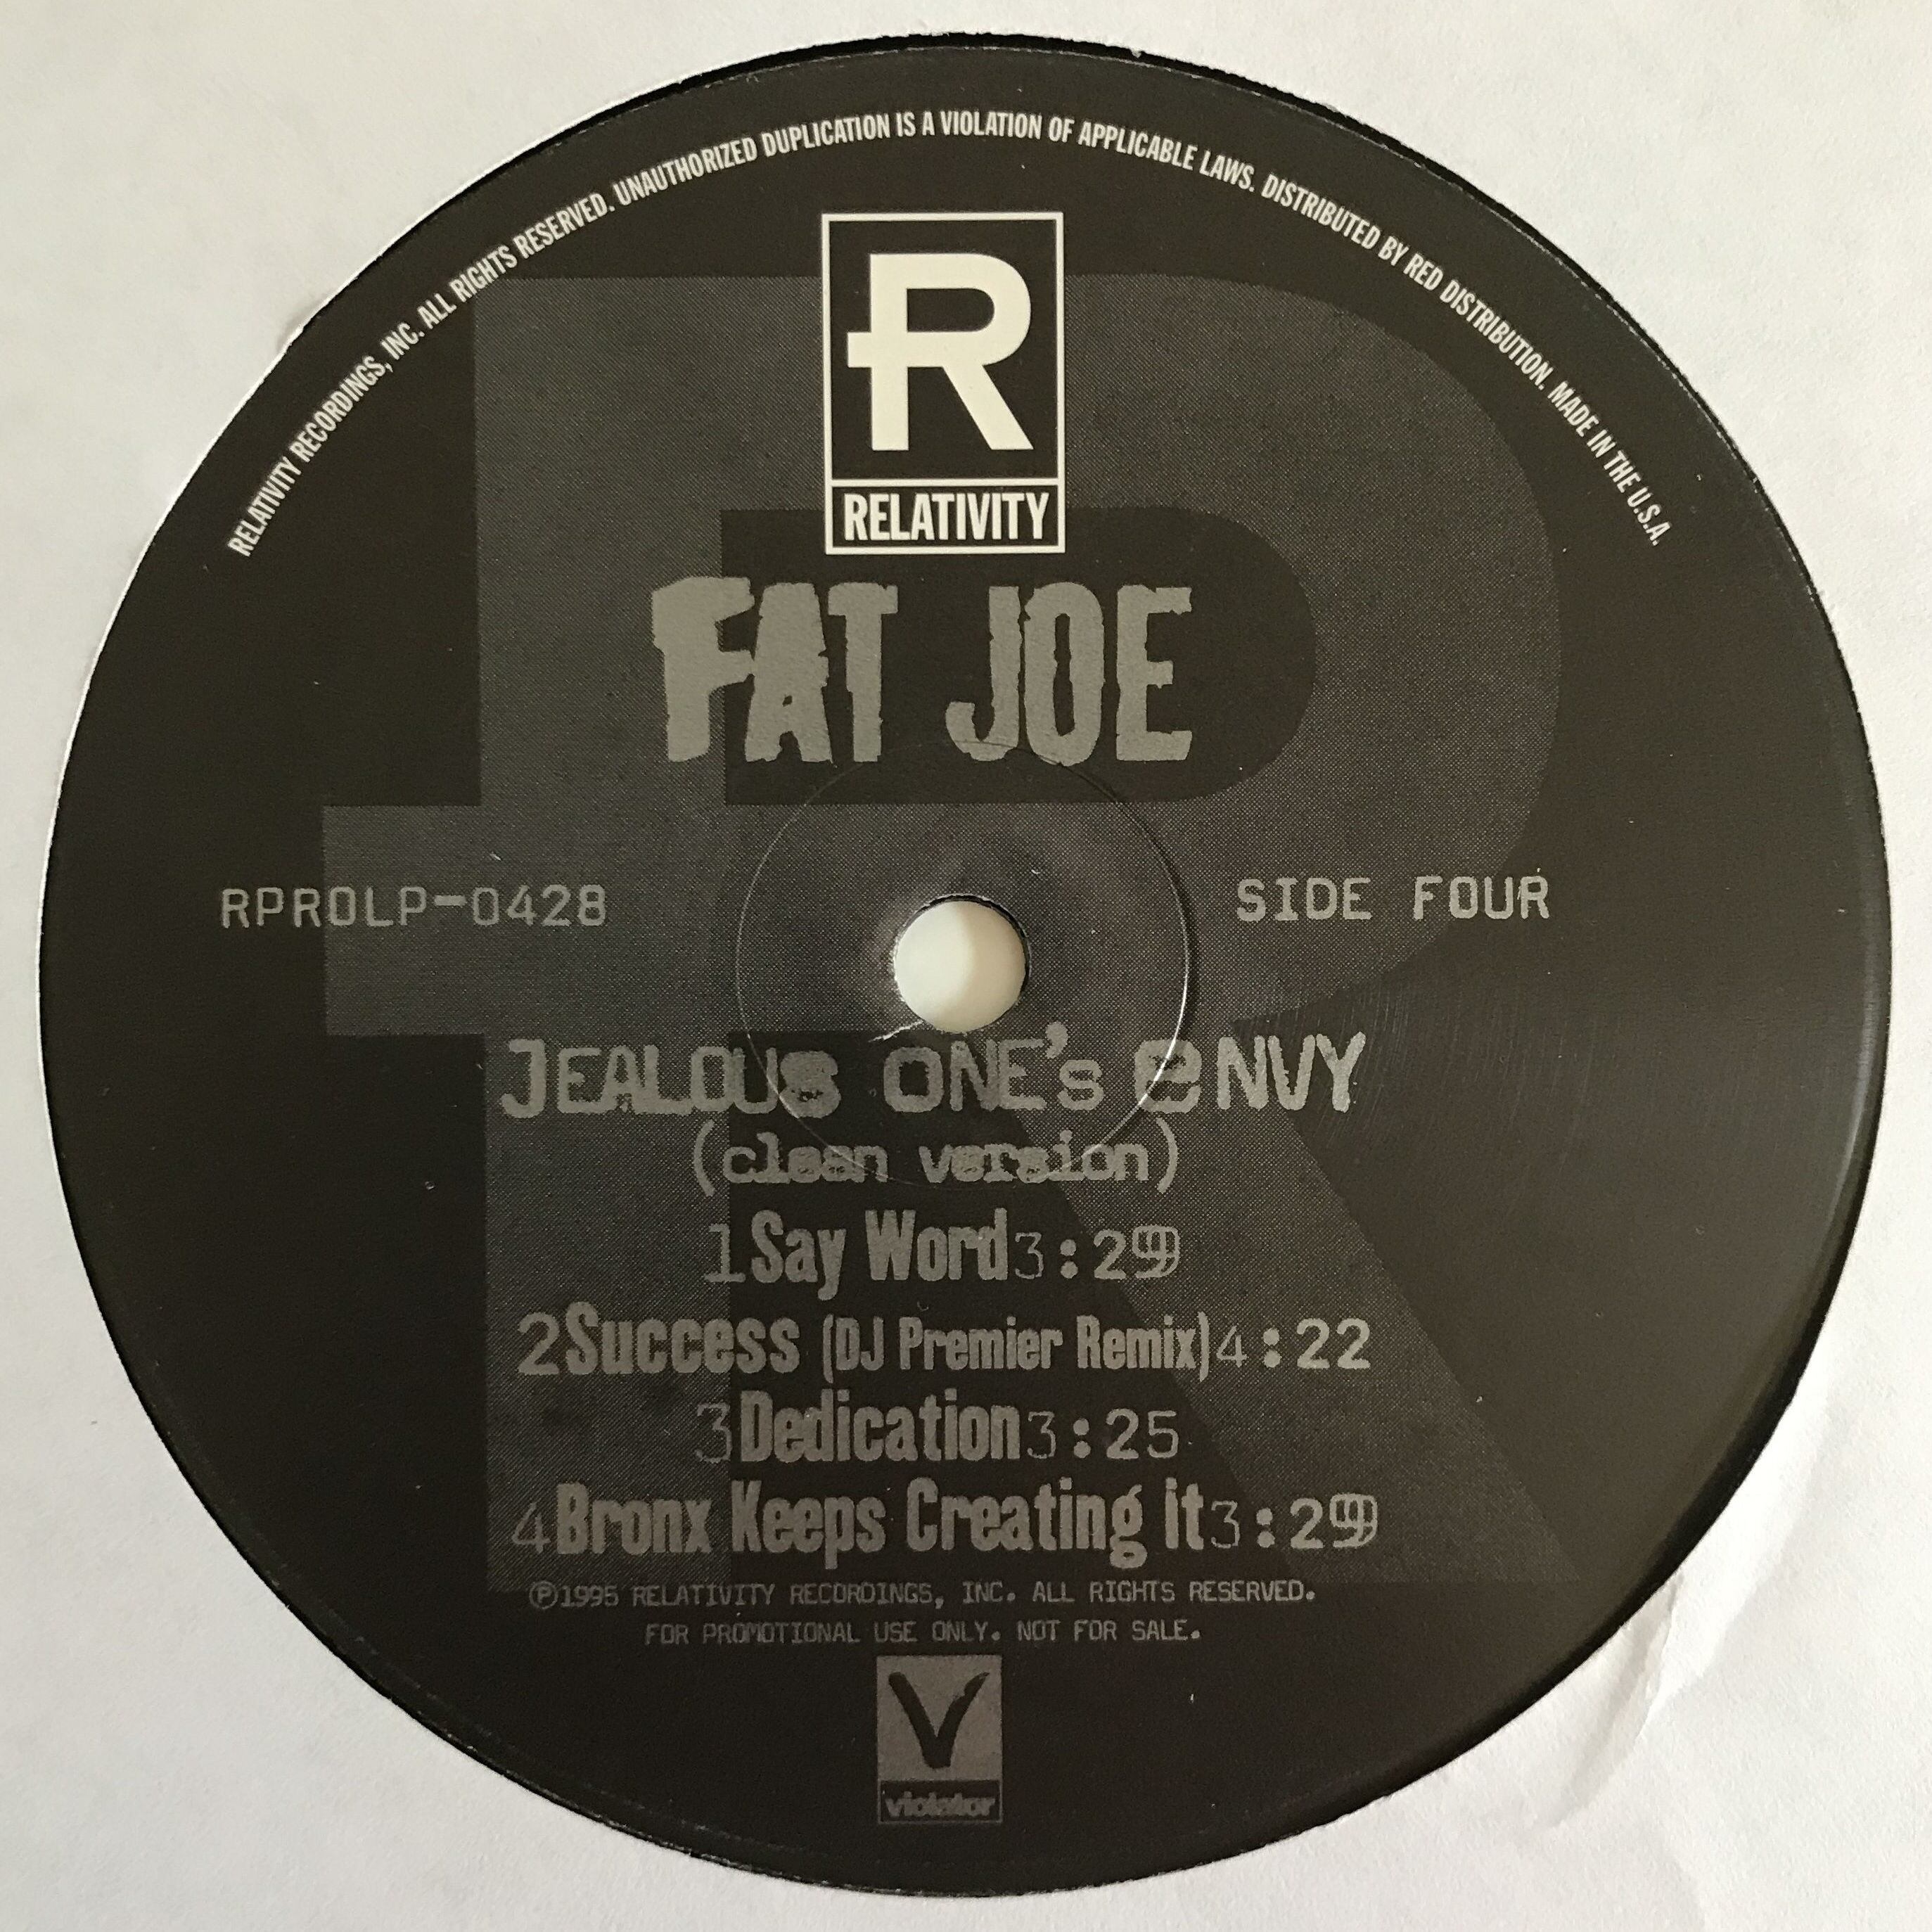 RELATIVITY RECORDINGS, INC. ALL RIGHTS RESERVED. UNAUTHORIZED DUPLICATION IS A VIOLATION OF APPLICABLE LAWS. DISTRIBUTED BY RED DISTRIBUTION. MADE IN THE U.S.A.
R
RELATIVITY
FAT JOE
RPROLP-0428
SIDE FOUR
JEALOUS ONE's eNVY
(clean version)
1 Say Word 3:29
2 Success (DJ Premier Remix) 4:22
3 Dedication 3:25
4 Bronx Keeps Creating it 3:29
℗1995 RELATIVITY RECORDINGS, INC. ALL RIGHTS RESERVED.
FOR PROMOTIONAL USE ONLY. NOT FOR SALE.
V
violator